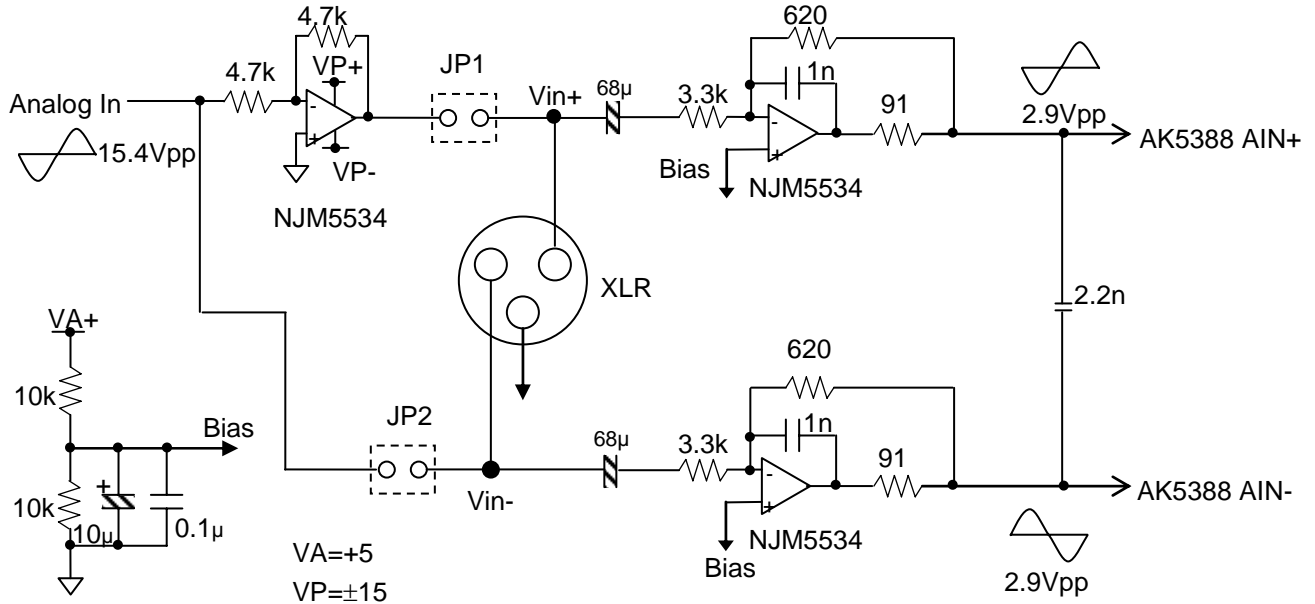 4.7k
620
VP+
JP1
4.7k
68µ
1n
Analog In
Vin+
3.3k
91
2.9Vpp
-
+
-
+
15.4Vpp
AK5388 AIN+
VP-
Bias
NJM5534
NJM5534
XLR
2.2n
VA+
620
10k
JP2
1n
Bias
68µ
3.3k
91
+
-
+
AK5388 AIN-
10k
Vin-
10µ
0.1µ
NJM5534
VA=+5
Bias
2.9Vpp
VP=±15